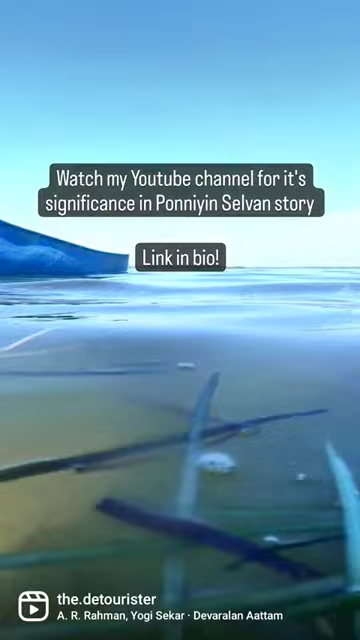 Watch my Youtube channel for it's
significance in Ponniyin Selvan story
Link in bio!
the.detourister
A. R. Rahman, Yogi Sekar · Devaralan Aattam